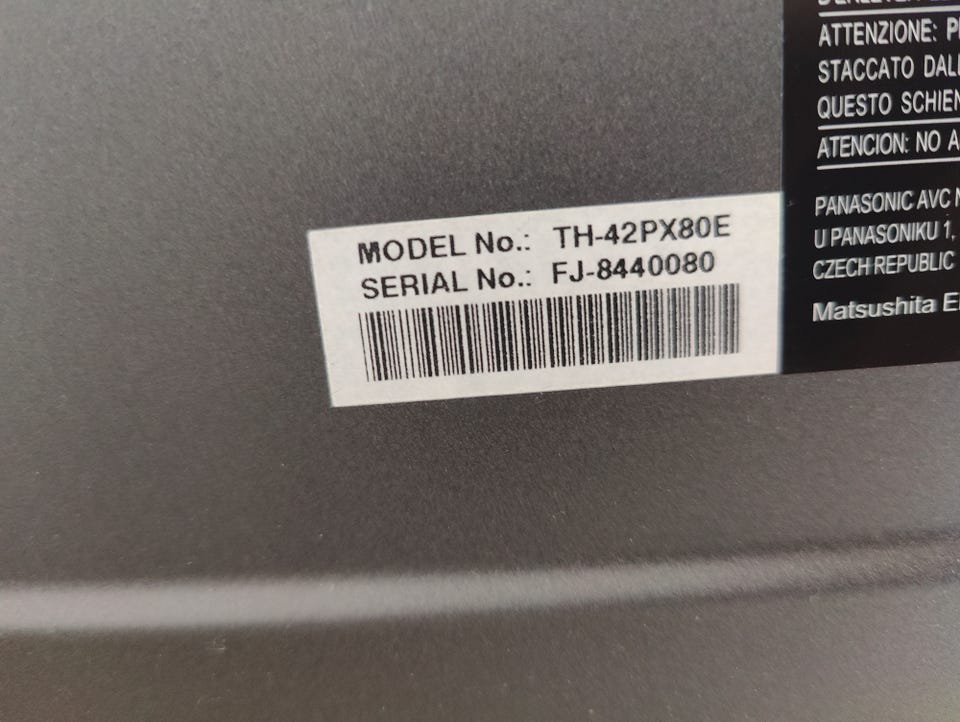 ATTENZIONE:
STACCATO
QUESTO
ATENCION: NO
MODEL No.: TH-42PX80E
SERIAL No.: FJ-8440080
PANASONIC AVC
U PANASONIKU 1,
CZECH REPUBLIC
Matsushita